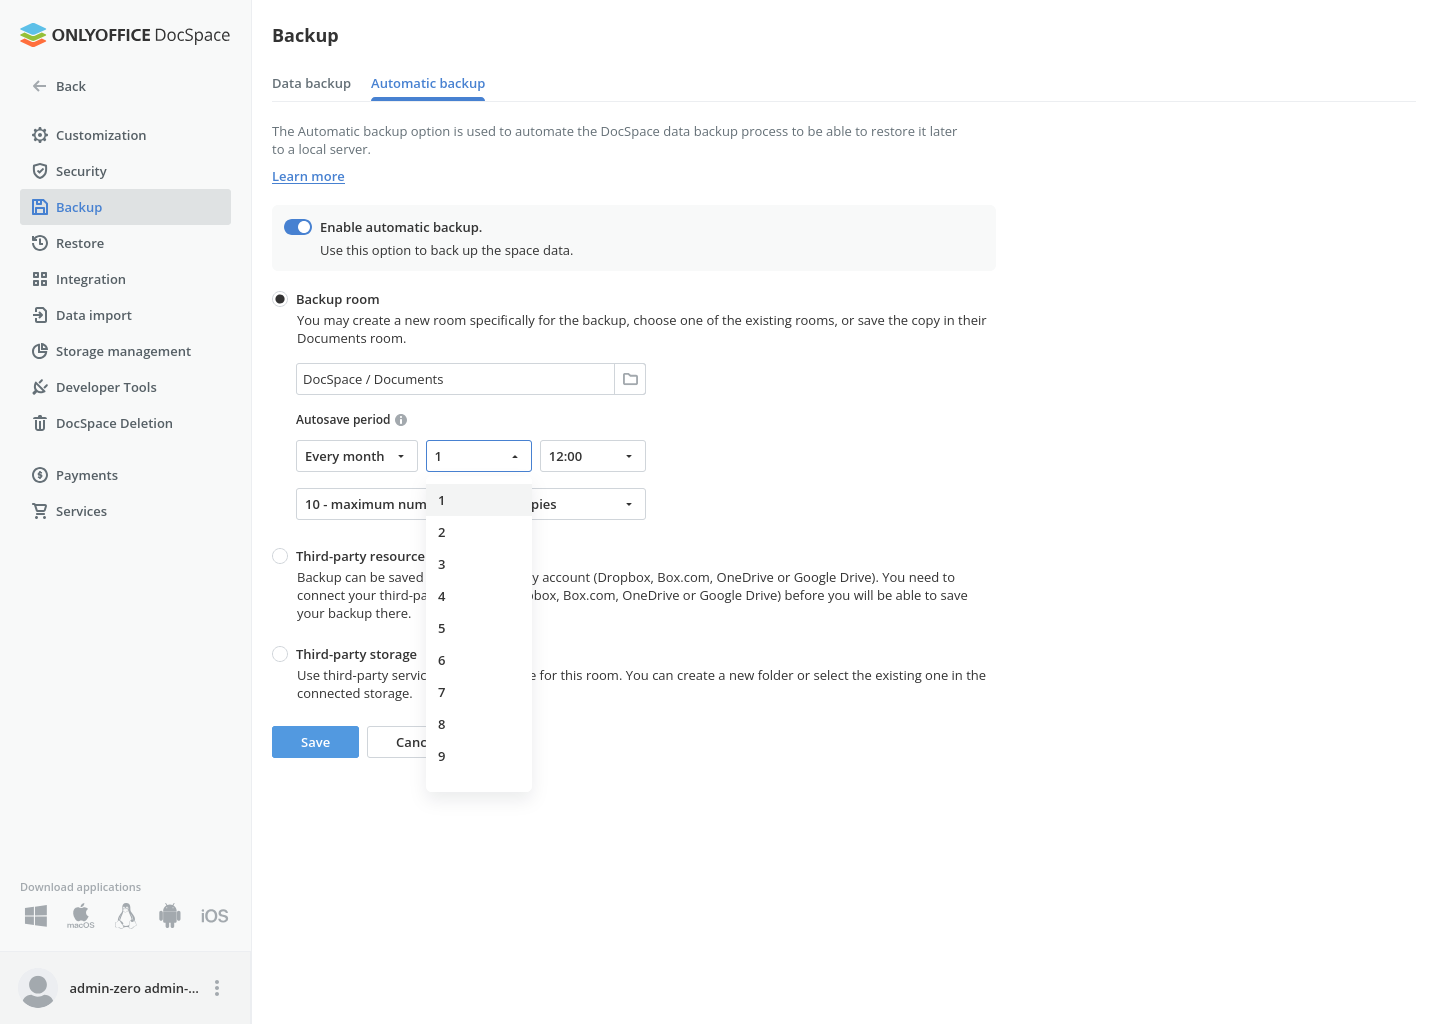 ONLYOFFICE DocSpace
Back
Customization
Security
Backup
Restore
Integration
Data import
Storage management
Developer Tools
DocSpace Deletion
Payments
Services
Download applications
macOS
iOS
admin-zero admin-...
Backup
Data backup
Automatic backup
The Automatic backup option is used to automate the DocSpace data backup process to be able to restore it later
to a local server.
Learn more
Enable automatic backup.
Use this option to back up the space data.
Backup room
You may create a new room specifically for the backup, choose one of the existing rooms, or save the copy in their
Documents room.
DocSpace / Documents
Autosave period
Every month
1
12:00
10 - maximum num pies
1
2
3
4
5
6
7
8
9
Third-party resource
Backup can be saved y account (Dropbox, Box.com, OneDrive or Google Drive). You need to
connect your third-pa box, Box.com, OneDrive or Google Drive) before you will be able to save
your backup there.
Third-party storage
Use third-party servic e for this room. You can create a new folder or select the existing one in the
connected storage.
Save
Canc